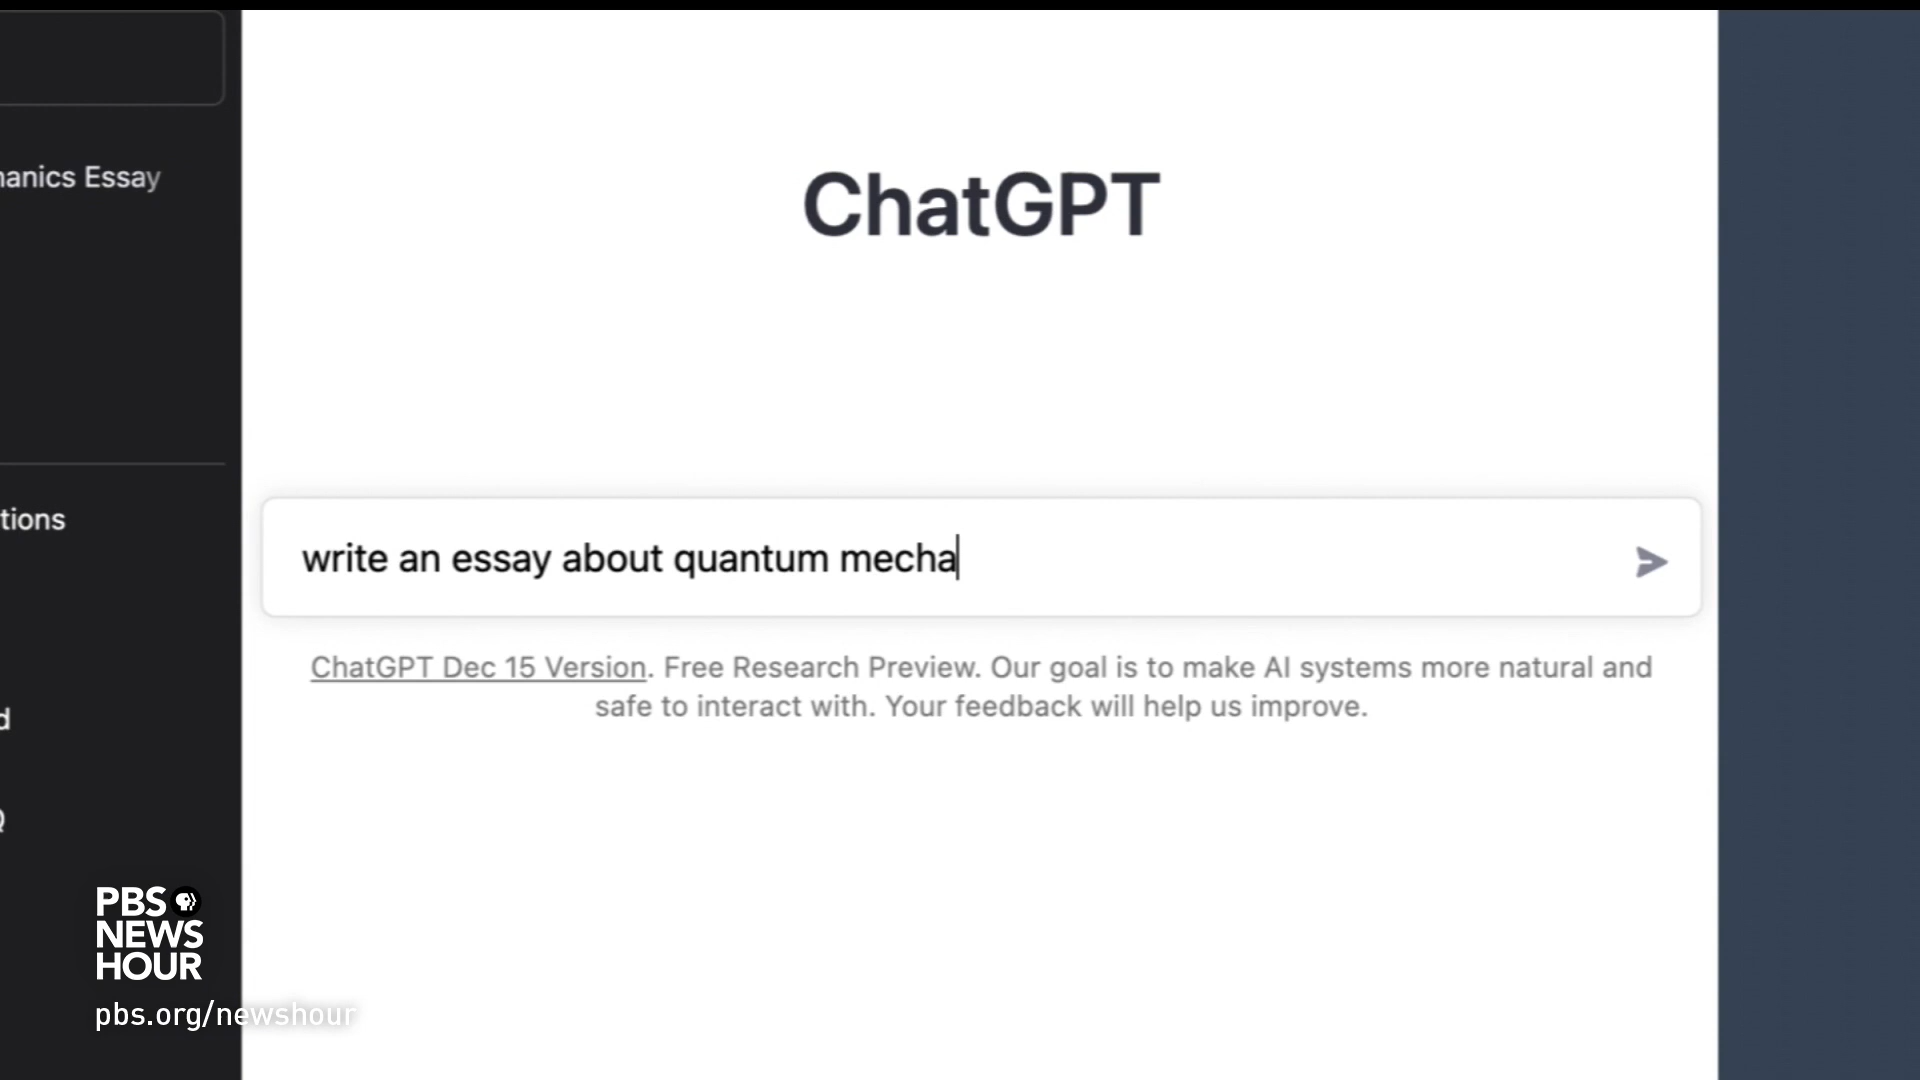 hanics Essay
ChatGPT
tions
write an essay about quantum mecha
ChatGPT Dec 15 Version. Free Research Preview. Our goal is to make AI systems more natural and
safe to interact with. Your feedback will help us improve.
d
Q
PBS
NEWS
HOUR
pbs.org/newshour